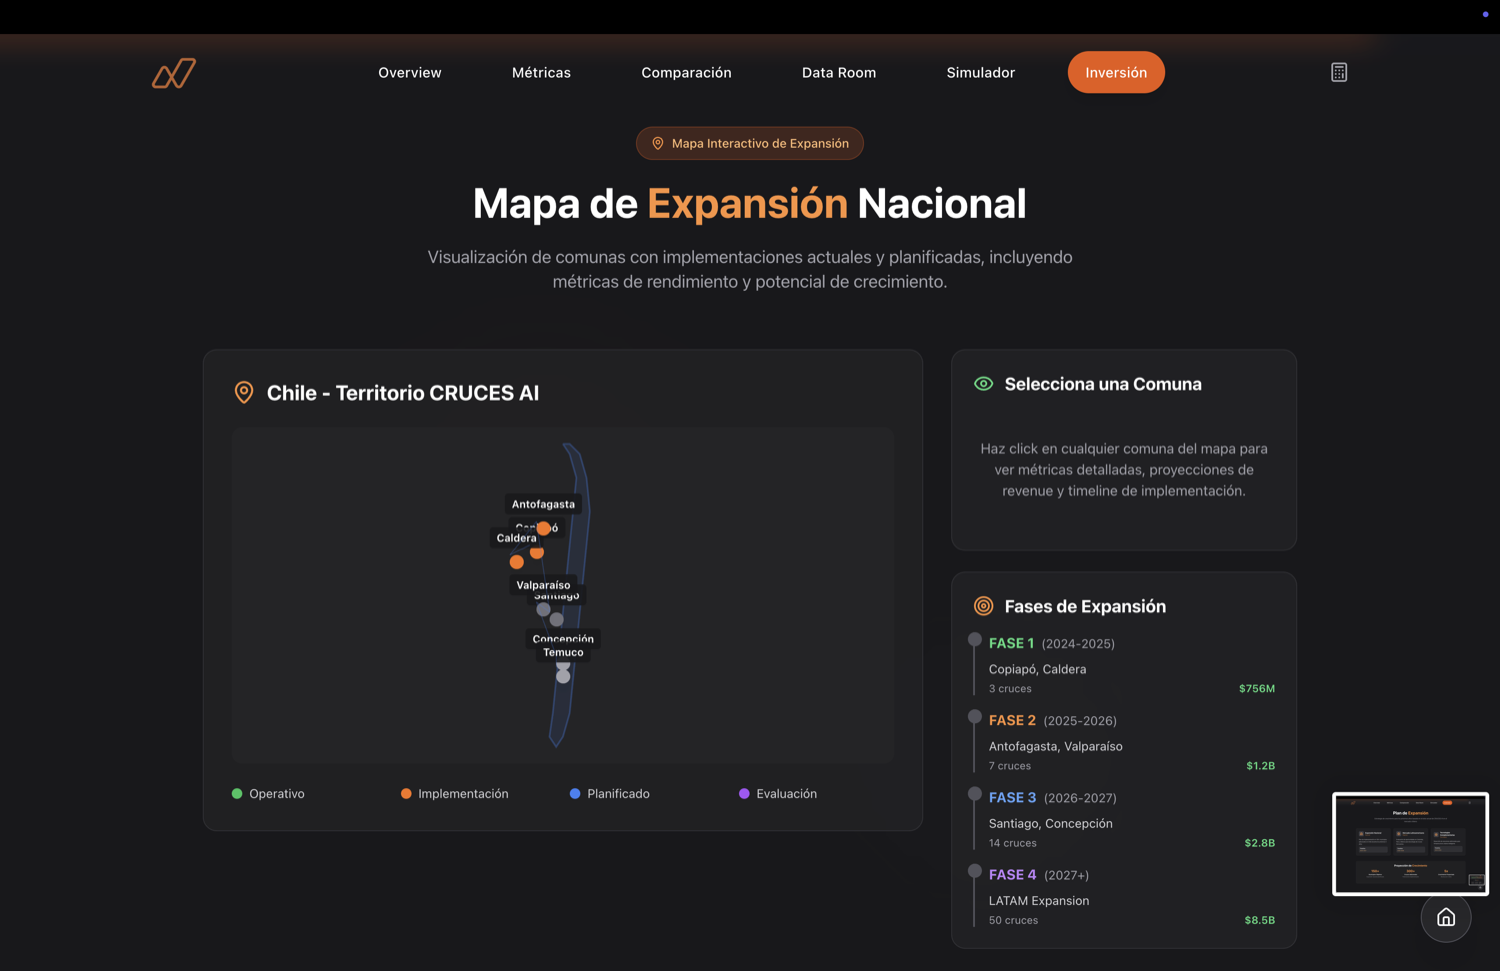 Overview
Métricas
Comparación
Data Room
Simulador
Inversión
Mapa Interactivo de Expansión
Mapa de Expansión Nacional
Visualización de comunas con implementaciones actuales y planificadas, incluyendo
métricas de rendimiento y potencial de crecimiento.
Chile - Territorio CRUCES AI
Antofagasta
Caldera
Valparaíso
Santiago
Concepción
Temuco
Operativo
Implementación
Planificado
Evaluación
Selecciona una Comuna
Haz click en cualquier comuna del mapa para
ver métricas detalladas, proyecciones de
revenue y timeline de implementación.
Fases de Expansión
FASE 1 (2024-2025)
Copiapó, Caldera
3 cruces
$756M
FASE 2 (2025-2026)
Antofagasta, Valparaíso
7 cruces
$1.2B
FASE 3 (2026-2027)
Santiago, Concepción
14 cruces
$2.8B
FASE 4 (2027+)
LATAM Expansion
50 cruces
$8.5B
Plan de Expansión